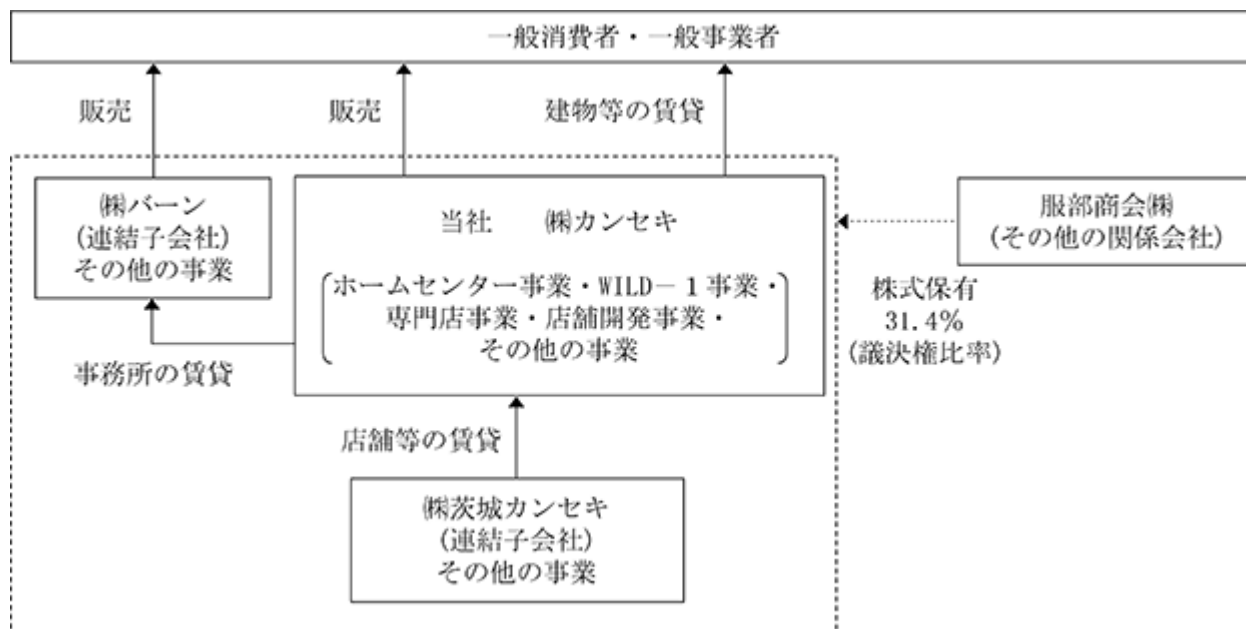 一般消費者・一般事業者
販売
販売
建物等の賃貸
㈱バーン
(連結子会社)
その他の事業
当社 ㈱カンセキ
ホームセンター事業・WILD－１事業・
専門店事業・店舗開発事業・
その他の事業
服部商会㈱
(その他の関係会社)
株式保有
31.4%
(議決権比率)
事務所の賃貸
店舗等の賃貸
㈱茨城カンセキ
(連結子会社)
その他の事業